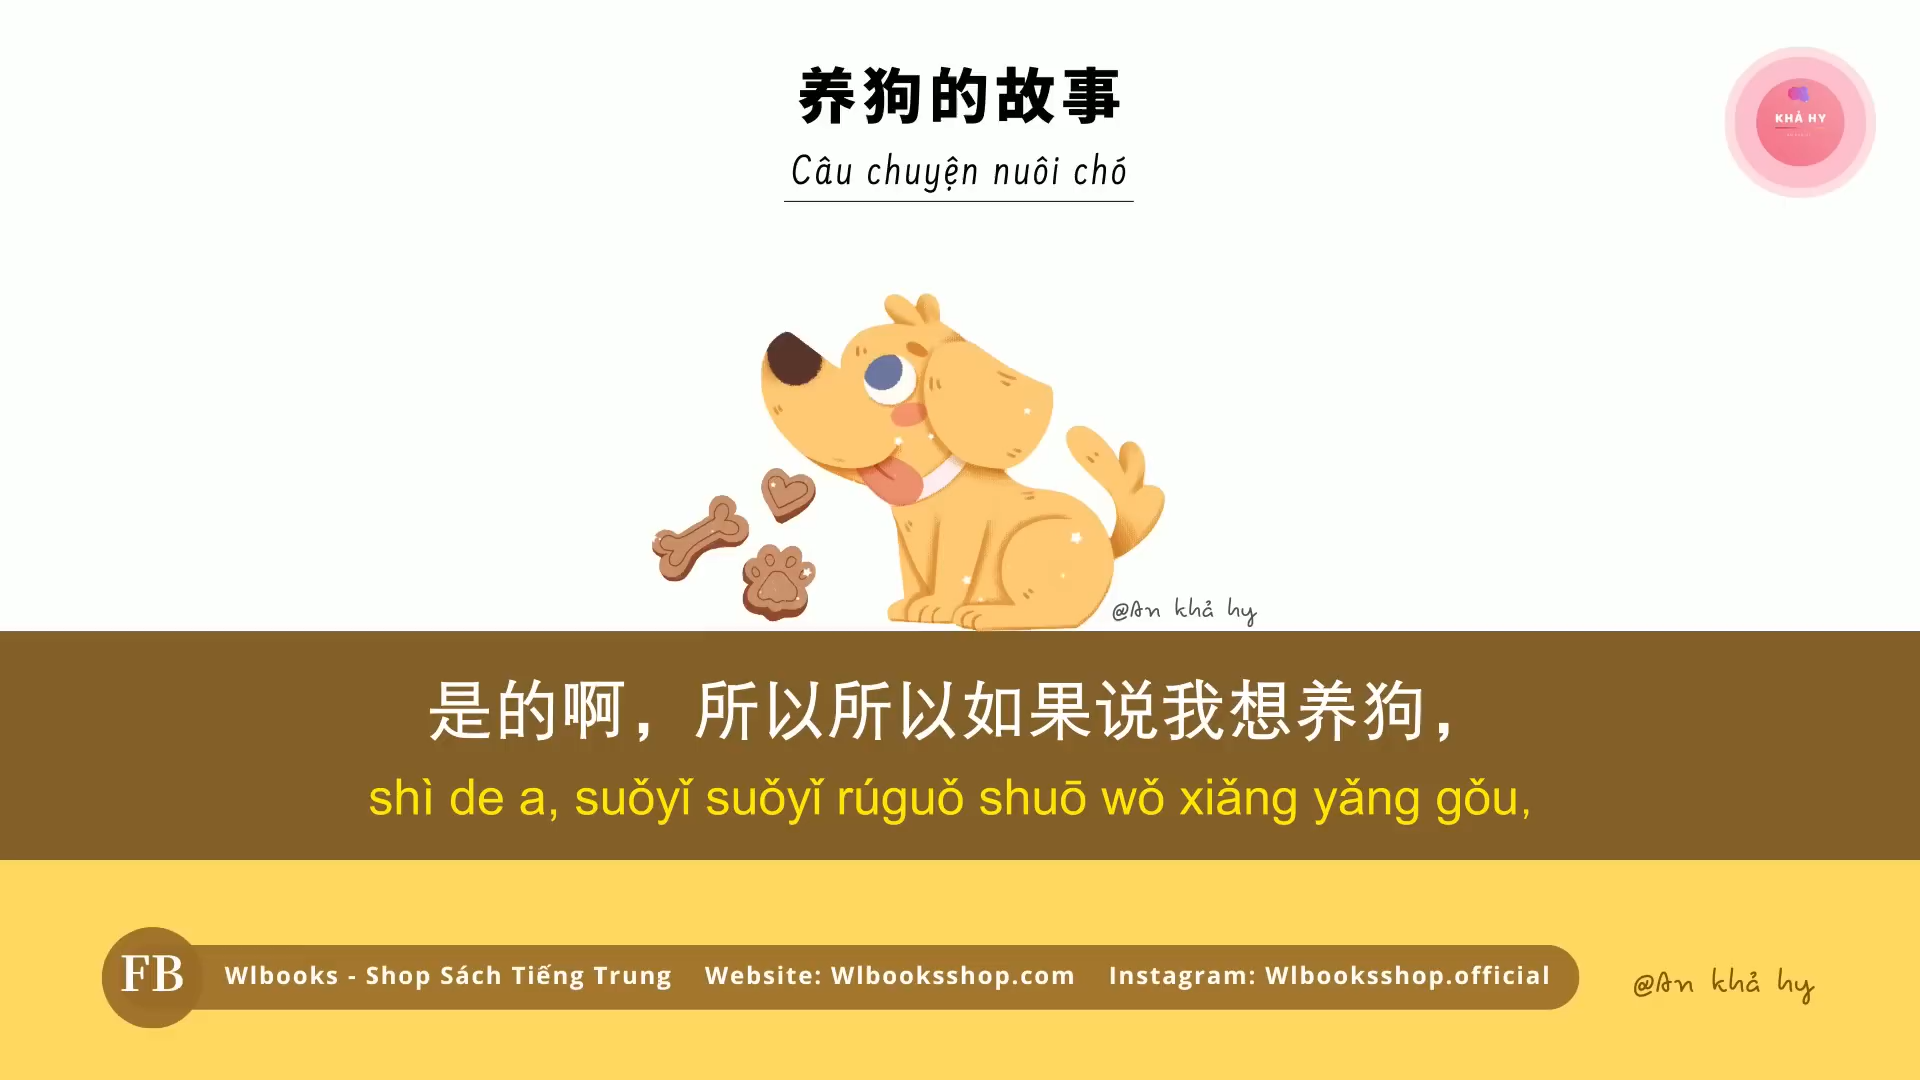 养狗的故事
Câu chuyện nuôi chó
KHẢ HY
@An khả hy
是的啊，所以所以如果说我想养狗，
shì de a, suǒyǐ suǒyǐ rúguǒ shuō wǒ xiǎng yǎng gǒu,
FB Wlbooks - Shop Sách Tiếng Trung Website: Wlbooksshop.com Instagram: Wlbooksshop.official
@An khả hy